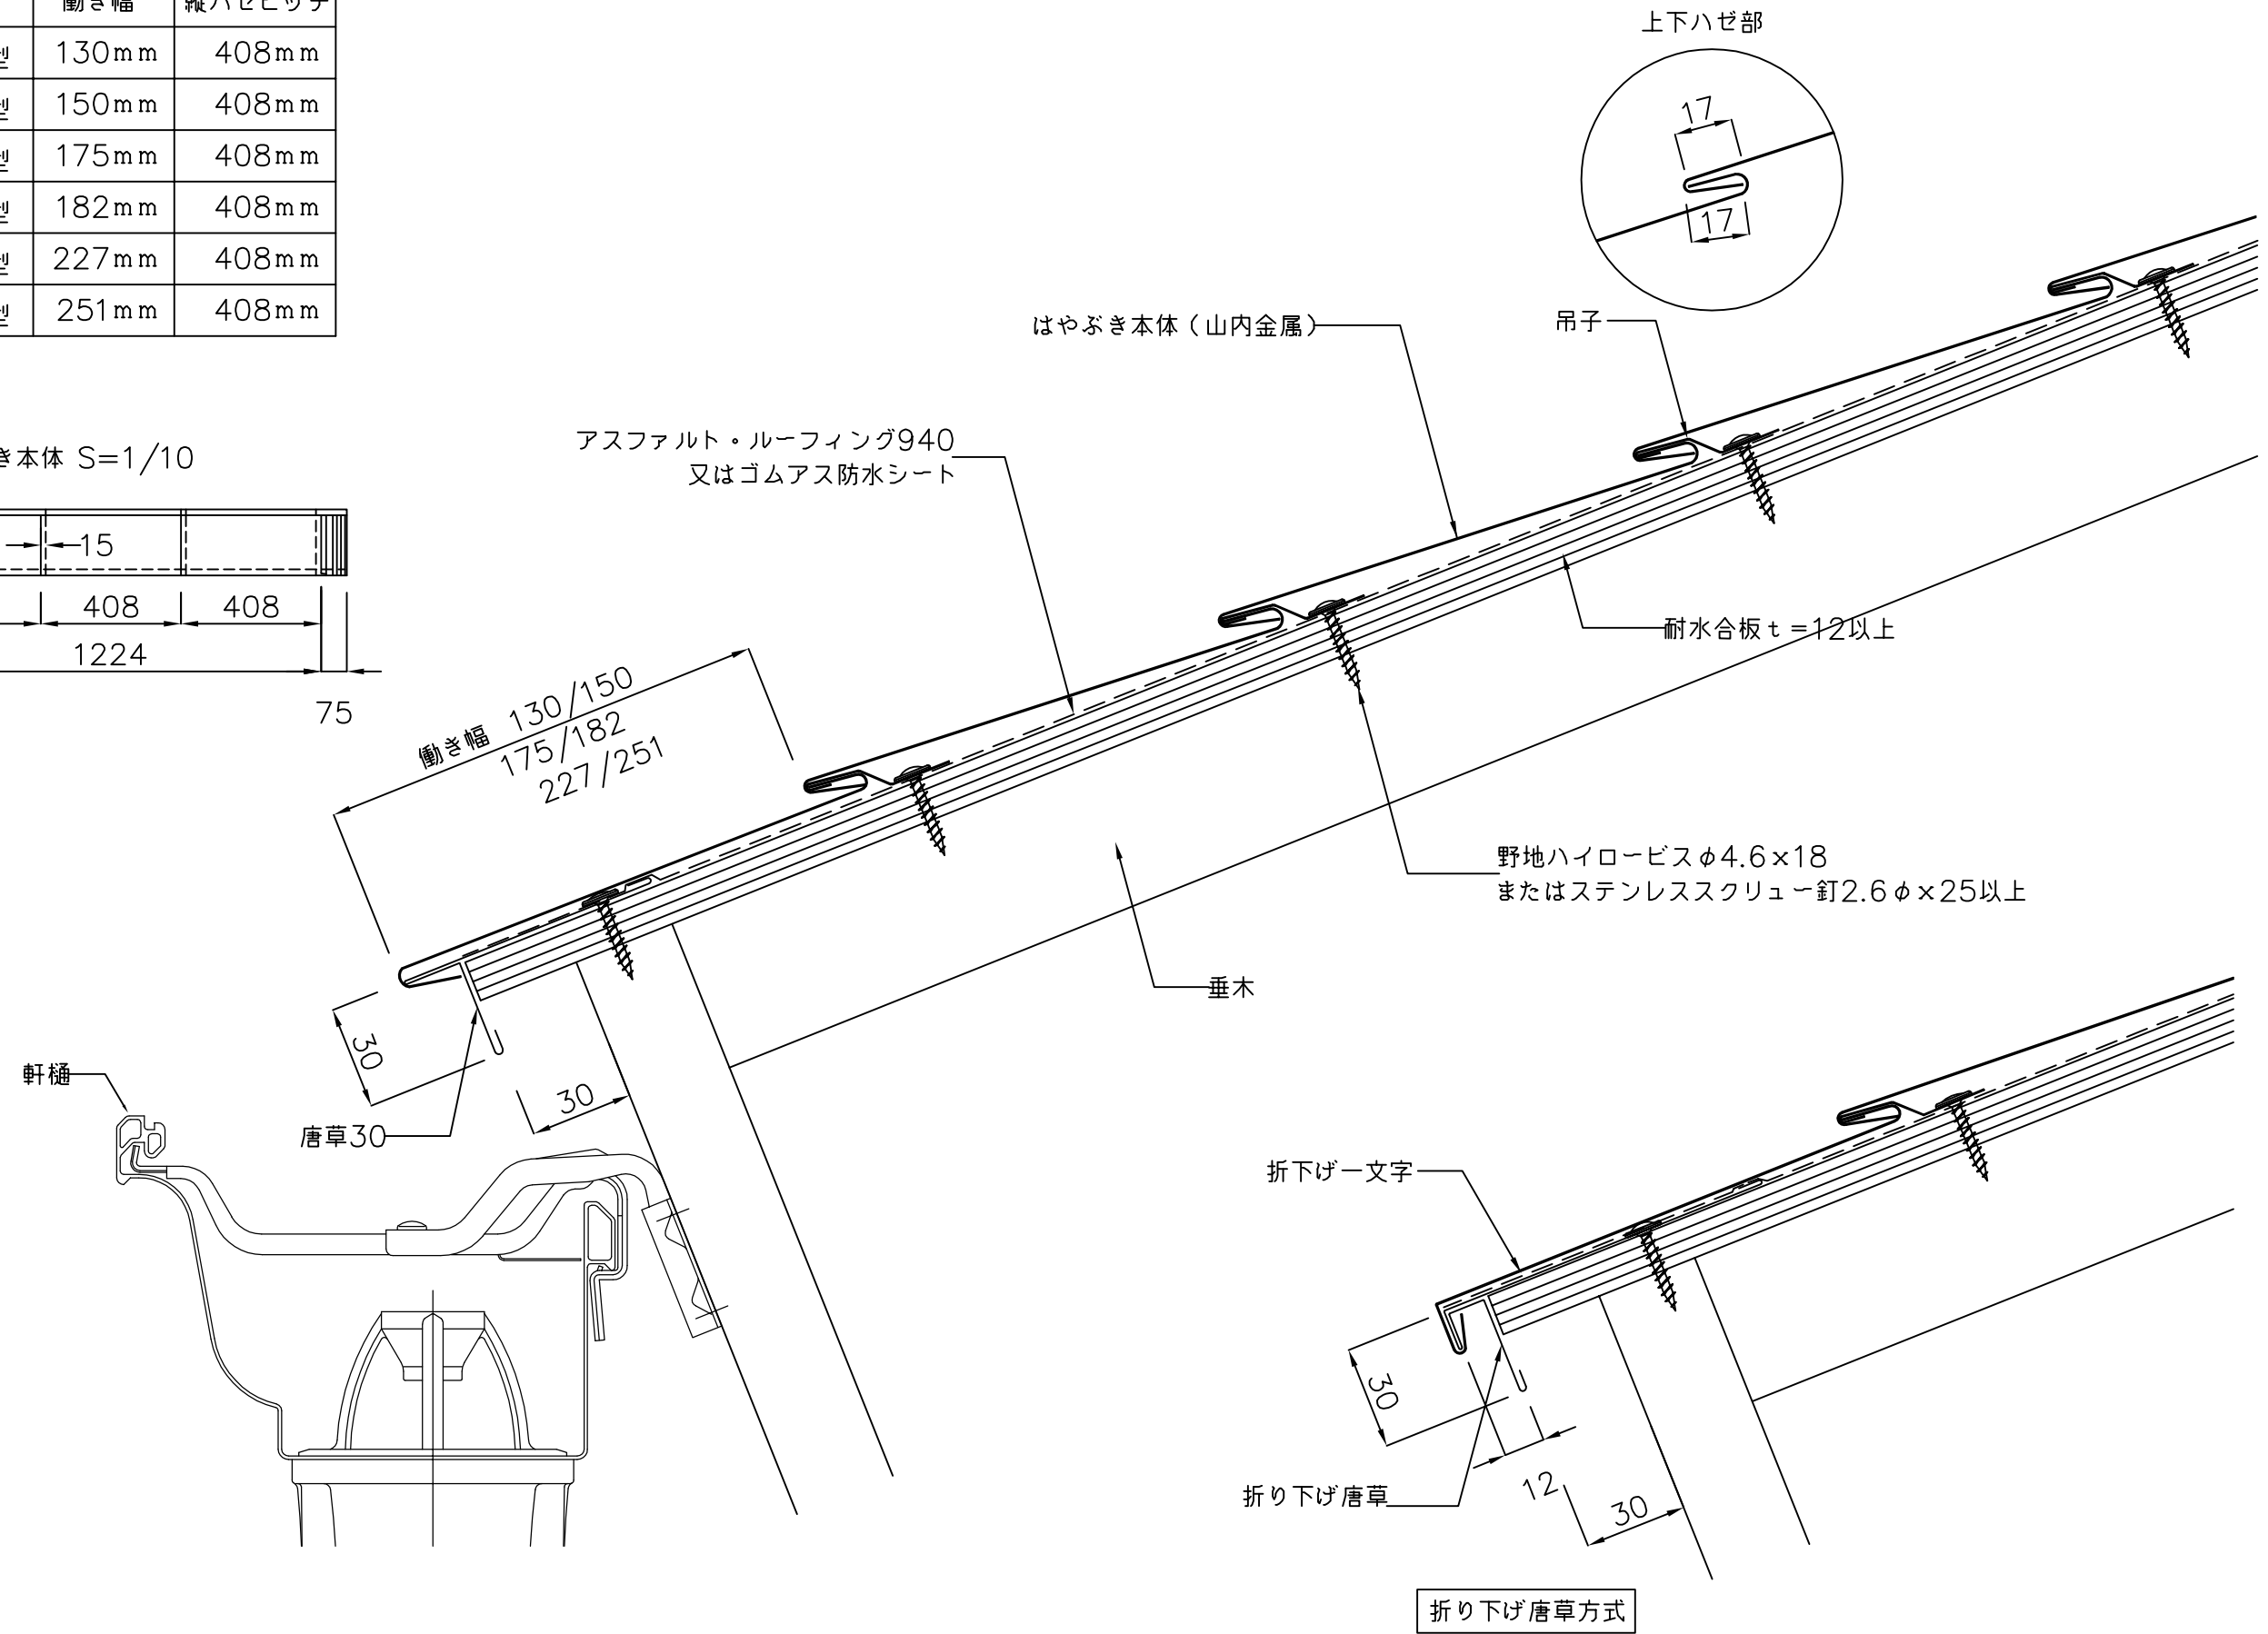 働き幅 縦ハゼピッチ
型 130mm 408mm
型 150mm 408mm
型 175mm 408mm
型 182mm 408mm
型 227mm 408mm
型 251mm 408mm
き本体 S=1/10
15
408 408
1224
75
上下ハゼ部
17
17
はやぶき本体（山内金属）
吊子
アスファルト・ルーフィング940
又はゴムアス防水シート
耐水合板ｔ=12以上
働き幅 130/150
175/182
227/251
野地ハイロービスφ4.6×18
またはステンレススクリュー釘2.6φ×25以上
垂木
30
軒樋
30
唐草30
折下げ一文字
30
折り下げ唐草
12
30
折り下げ唐草方式